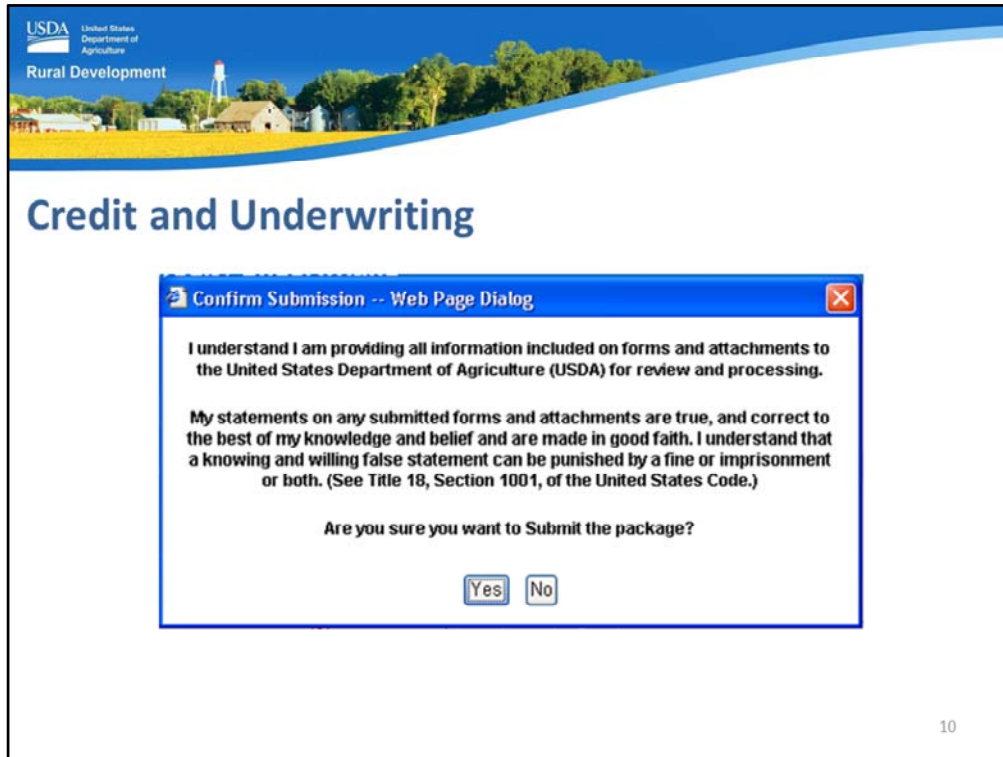 USDA
United States
Department of
Agriculture
Rural Development
Credit and Underwriting
Confirm Submission -- Web Page Dialog
I understand I am providing all information included on forms and attachments to
the United States Department of Agriculture (USDA) for review and processing.
My statements on any submitted forms and attachments are true, and correct to
the best of my knowledge and belief and are made in good faith. I understand that
a knowing and willing false statement can be punished by a fine or imprisonment
or both. (See Title 18, Section 1001, of the United States Code.)
Are you sure you want to Submit the package?
Yes No
10